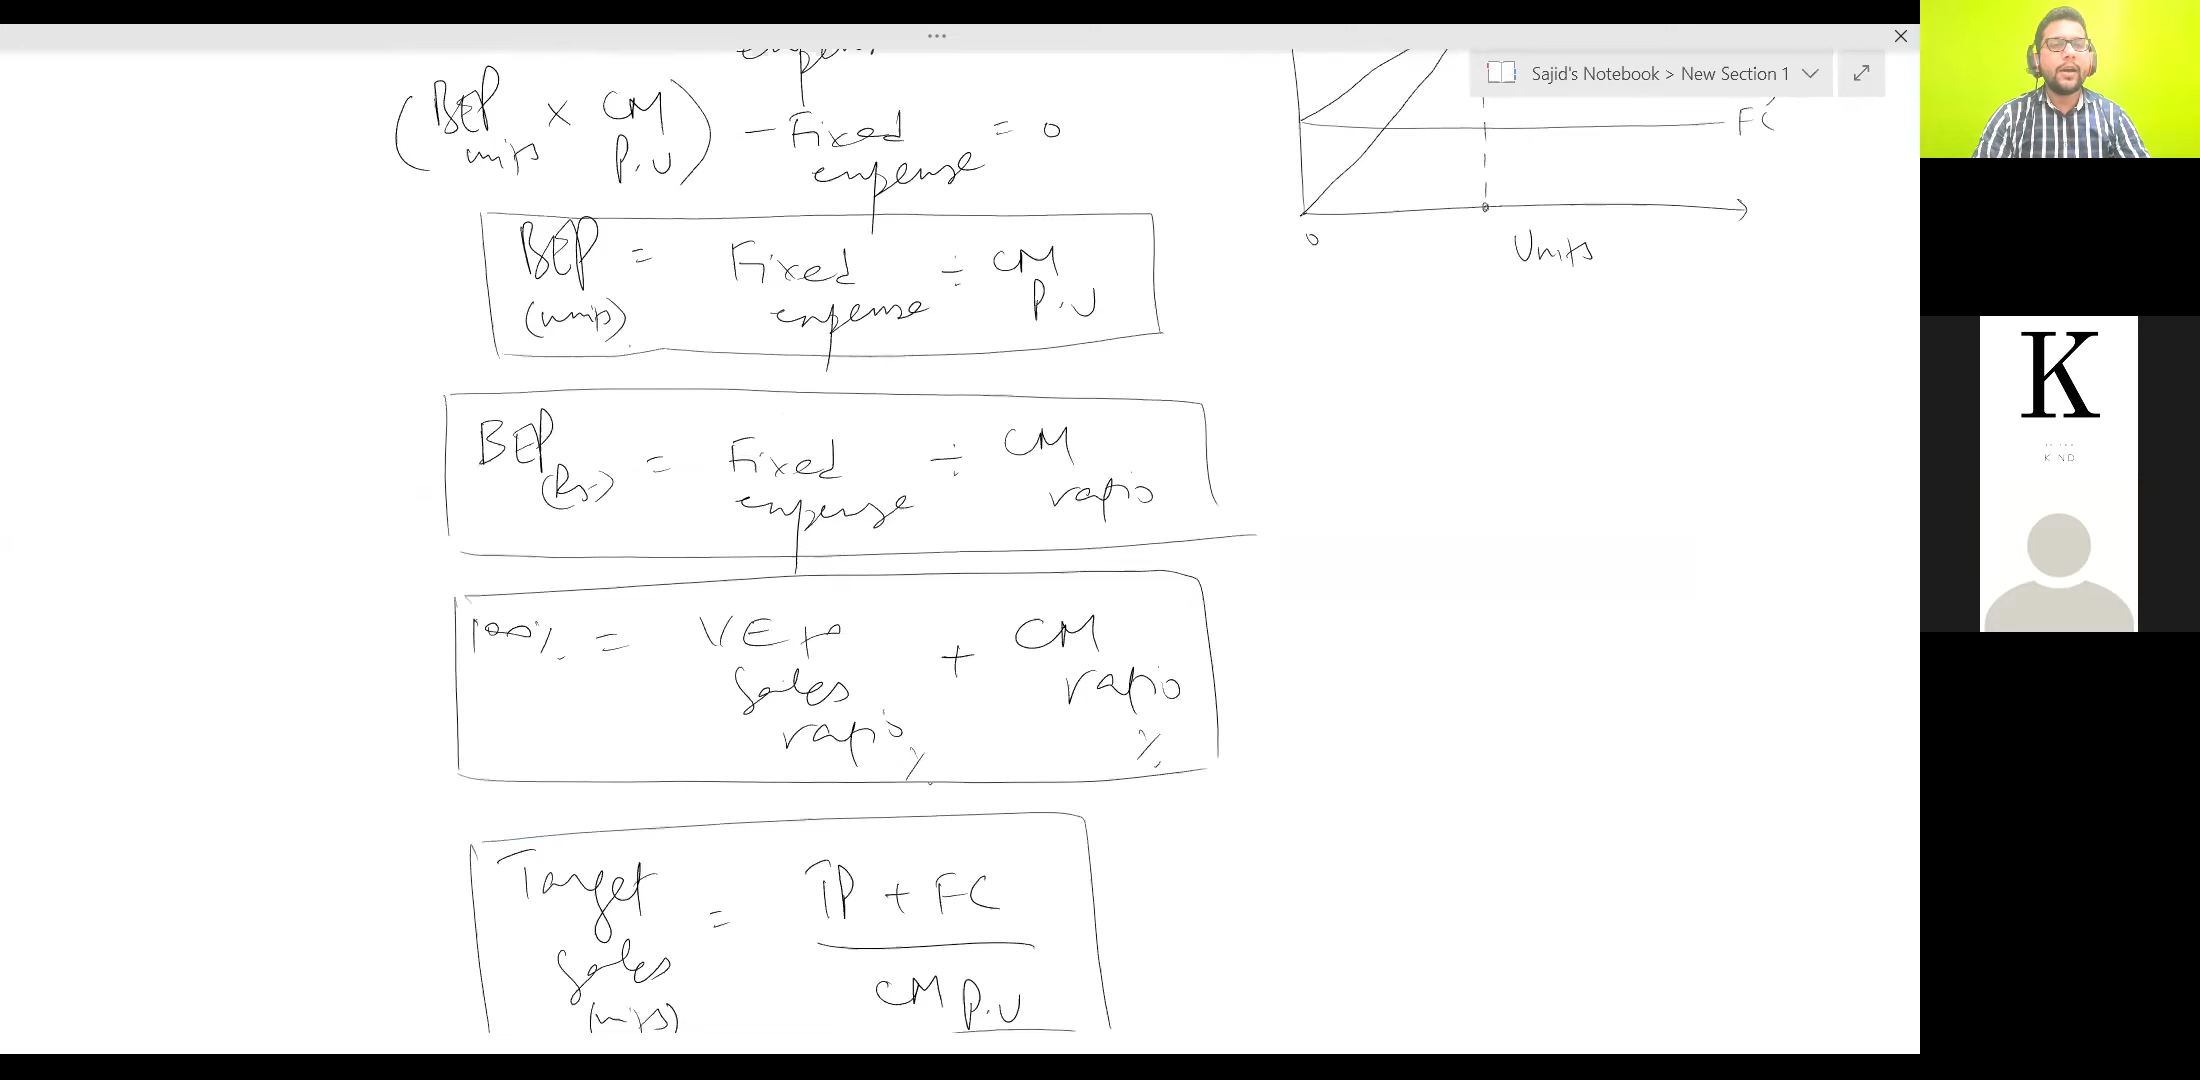 Sajid's Notebook > New Section 1
(BEP units × CM P.U) - Fixed expense = 0
FC
0
Units
BEP (units) = Fixed expense ÷ CM P.U
BEP (Rs) = Fixed expense ÷ CM ratio
100% = VE to sales ratio % + CM ratio %
Target sales (units) = TP + FC
CM P.U
K
KIND